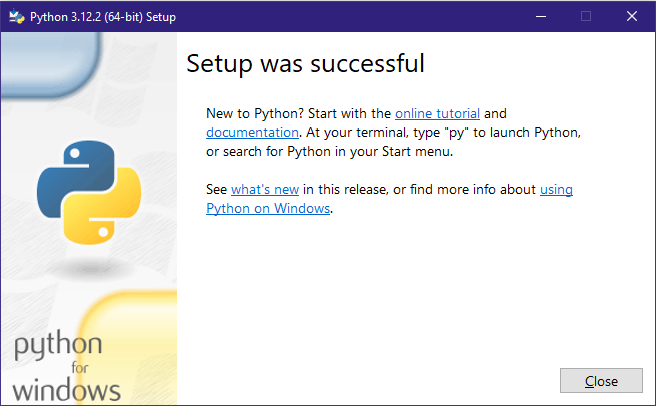 Python 3.12.2 (64-bit) Setup
Setup was successful
New to Python? Start with the online tutorial and
documentation. At your terminal, type "py" to launch Python,
or search for Python in your Start menu.
See what's new in this release, or find more info about using
Python on Windows.
python
for
windows
Close